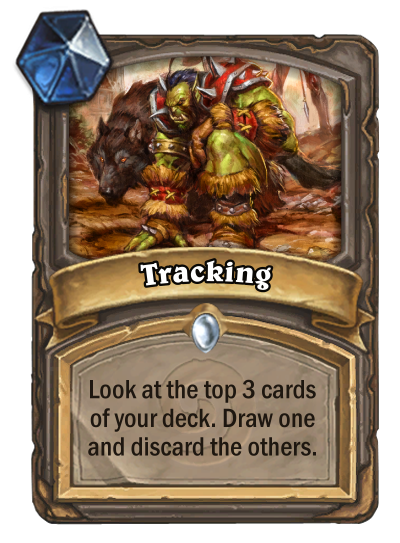 Tracking
Look at the top 3 cards
of your deck. Draw one
and discard the others.